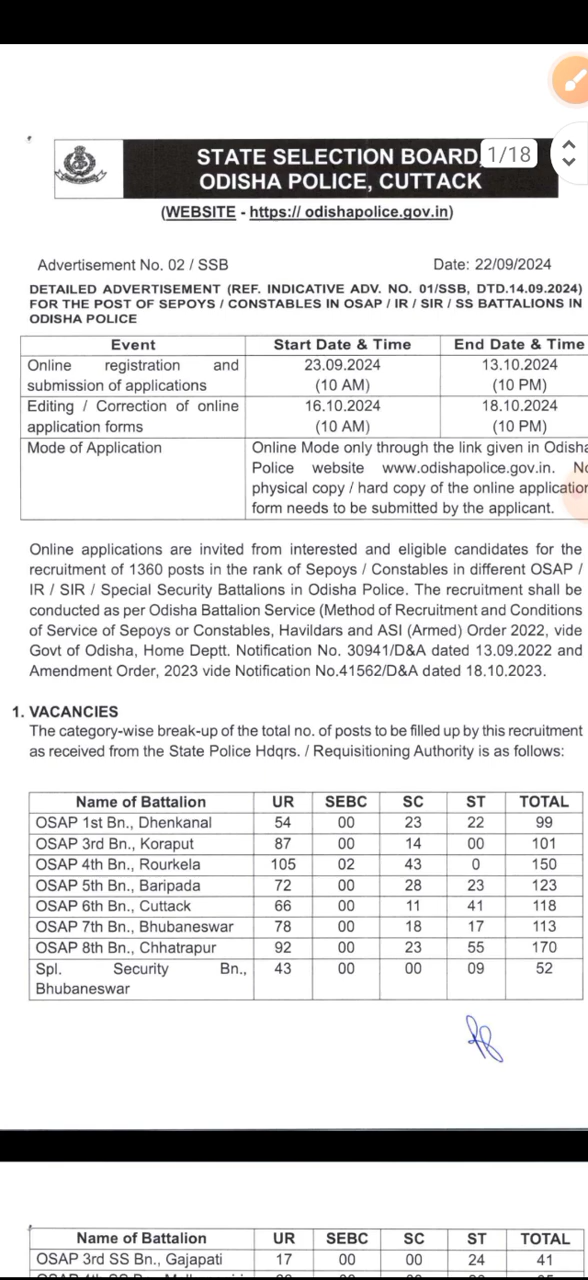 1/18
STATE SELECTION BOARD,
ODISHA POLICE, CUTTACK
(WEBSITE - https:// odishapolice.gov.in)
Advertisement No. 02 / SSB Date: 22/09/2024
DETAILED ADVERTISEMENT (REF. INDICATIVE ADV. NO. 01/SSB, DTD.14.09.2024)
FOR THE POST OF SEPOYS / CONSTABLES IN OSAP / IR / SIR / SS BATTALIONS IN
ODISHA POLICE
Event Start Date & Time End Date & Time
Online registration and 23.09.2024 13.10.2024
submission of applications (10 AM) (10 PM)
Editing / Correction of online 16.10.2024 18.10.2024
application forms (10 AM) (10 PM)
Mode of Application Online Mode only through the link given in Odisha
Police website www.odishapolice.gov.in. No
physical copy / hard copy of the online application
form needs to be submitted by the applicant.
Online applications are invited from interested and eligible candidates for the
recruitment of 1360 posts in the rank of Sepoys / Constables in different OSAP /
IR / SIR / Special Security Battalions in Odisha Police. The recruitment shall be
conducted as per Odisha Battalion Service (Method of Recruitment and Conditions
of Service of Sepoys or Constables, Havildars and ASI (Armed) Order 2022, vide
Govt of Odisha, Home Deptt. Notification No. 30941/D&A dated 13.09.2022 and
Amendment Order, 2023 vide Notification No.41562/D&A dated 18.10.2023.
1. VACANCIES
The category-wise break-up of the total no. of posts to be filled up by this recruitment
as received from the State Police Hdqrs. / Requisitioning Authority is as follows:
Name of Battalion UR SEBC SC ST TOTAL
OSAP 1st Bn., Dhenkanal 54 00 23 22 99
OSAP 3rd Bn., Koraput 87 00 14 00 101
OSAP 4th Bn., Rourkela 105 02 43 0 150
OSAP 5th Bn., Baripada 72 00 28 23 123
OSAP 6th Bn., Cuttack 66 00 11 41 118
OSAP 7th Bn., Bhubaneswar 78 00 18 17 113
OSAP 8th Bn., Chhatrapur 92 00 23 55 170
Spl. Security Bn., 43 00 00 09 52
Bhubaneswar
Name of Battalion UR SEBC SC ST TOTAL
OSAP 3rd SS Bn., Gajapati 17 00 00 24 41